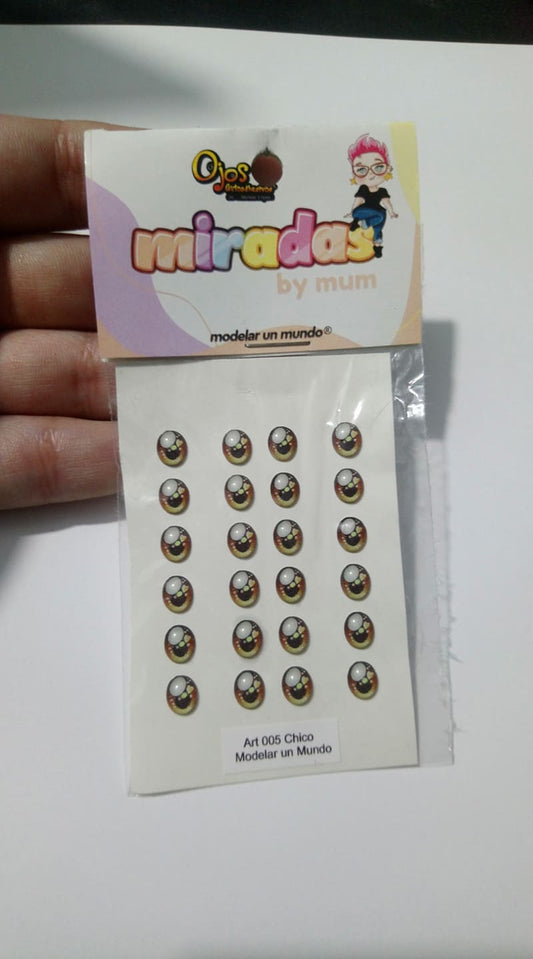 Ojos
miradas
by mum
modelar un mundo®
Art 005 Chico
Modelar un Mundo